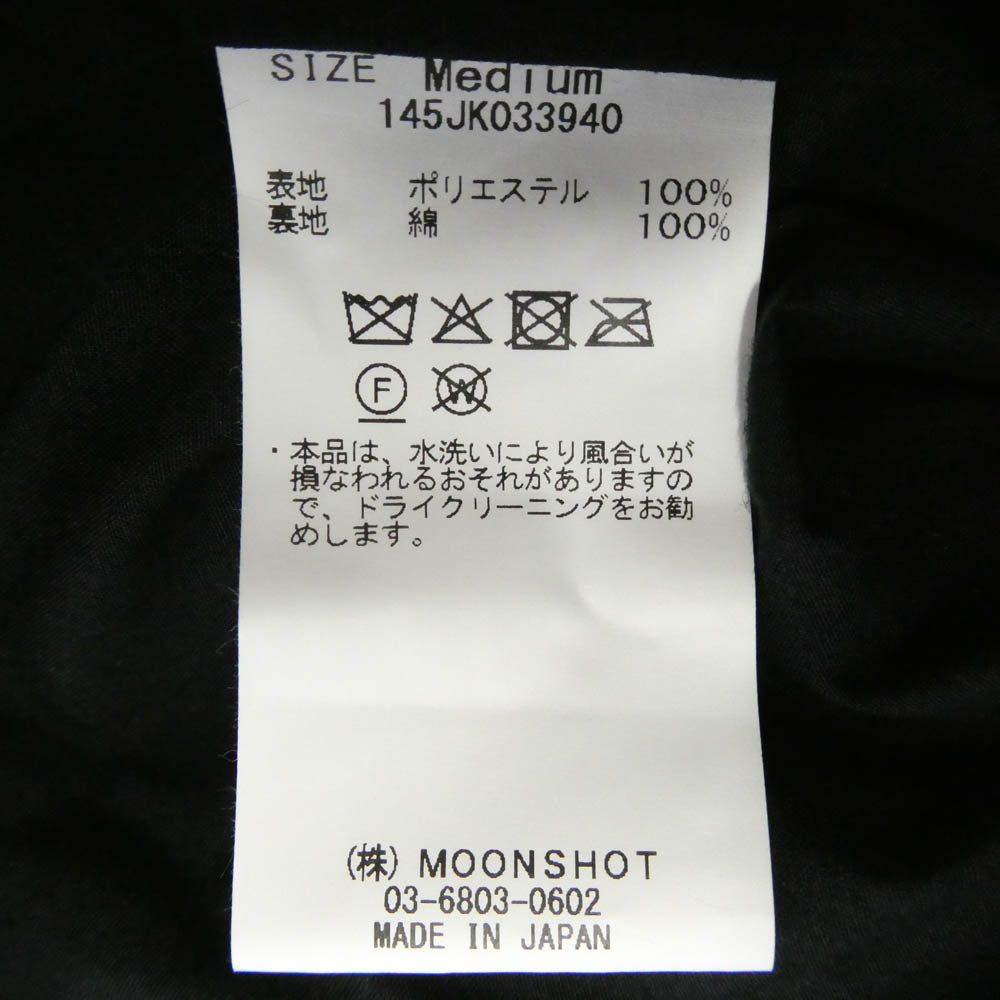 SIZE Medium
145JK033940
表地 ポリエステル 100%
裏地 綿 100%
F W
・本品は、水洗いにより風合いが
損なわれるおそれがありますの
で、ドライクリーニングをお勧
めします。
(株) MOONSHOT
03-6803-0602
MADE IN JAPAN